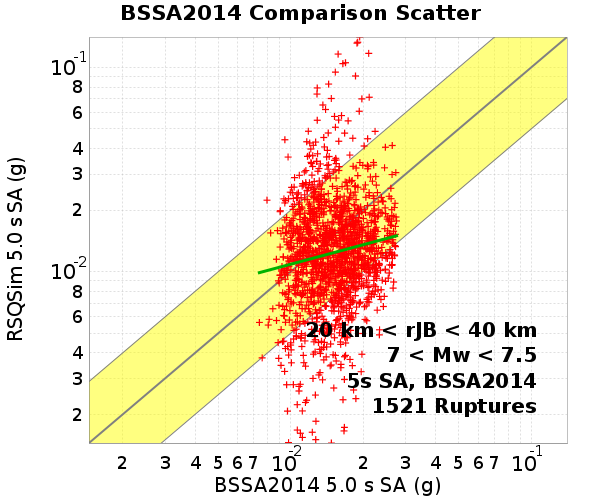 BSSA2014 Comparison Scatter
RSQSim 5.0 s SA (g)
10⁻¹
8
6
4
3
2
10⁻²
8
6
4
3
2
20 km < rJB < 40 km
7 < Mw < 7.5
5s SA, BSSA2014
1521 Ruptures
2 3 4 5 6 7 10⁻² 2 3 4 5 6 7 10⁻¹
BSSA2014 5.0 s SA (g)